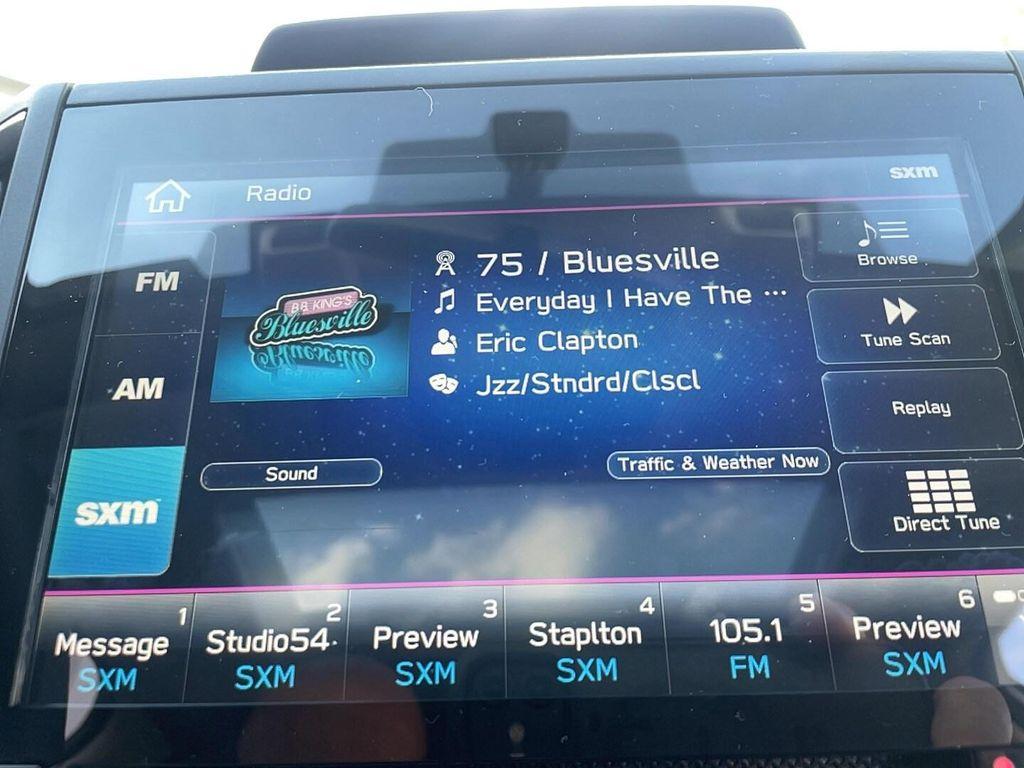 Radio
sxm
FM
AM
sxm
B.B. KING'S
Bluesville
75 / Bluesville
Everyday I Have The ...
Eric Clapton
Jzz/Stndrd/Clscl
Sound
Traffic & Weather Now
Browse
Tune Scan
Replay
Direct Tune
1
Message
SXM
2
Studio54
SXM
3
Preview
SXM
4
Staplton
SXM
5
105.1
FM
6
Preview
SXM